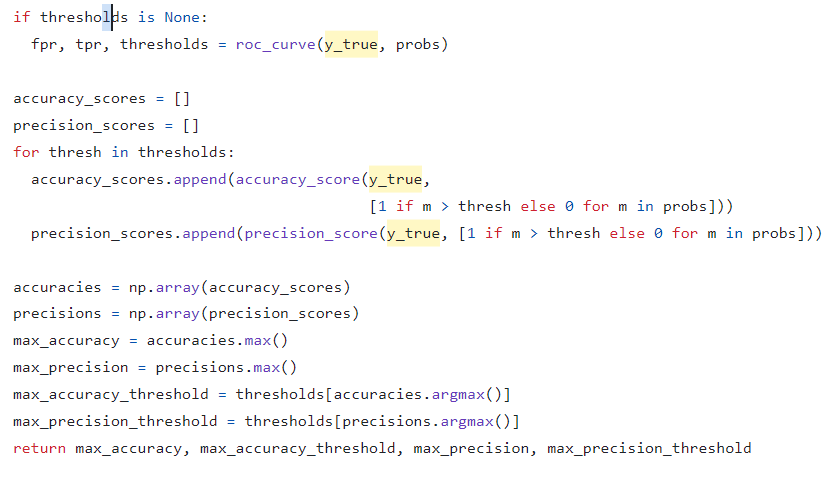 if thresholds is None:
  fpr, tpr, thresholds = roc_curve(y_true, probs)

accuracy_scores = []
precision_scores = []
for thresh in thresholds:
  accuracy_scores.append(accuracy_score(y_true,
                                        [1 if m > thresh else 0 for m in probs]))
  precision_scores.append(precision_score(y_true, [1 if m > thresh else 0 for m in probs]))

accuracies = np.array(accuracy_scores)
precisions = np.array(precision_scores)
max_accuracy = accuracies.max()
max_precision = precisions.max()
max_accuracy_threshold = thresholds[accuracies.argmax()]
max_precision_threshold = thresholds[precisions.argmax()]
return max_accuracy, max_accuracy_threshold, max_precision, max_precision_threshold